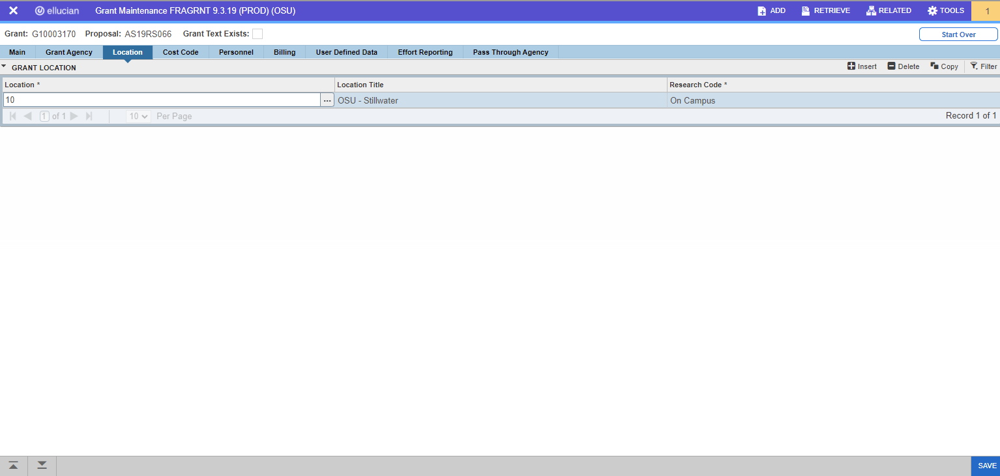 ellucian Grant Maintenance FRAGRNT 9.3.19 (PROD) (OSU) ADD RETRIEVE RELATED TOOLS 1
Grant: G10003170 Proposal: AS19RS066 Grant Text Exists: Start Over
Main Grant Agency Location Cost Code Personnel Billing User Defined Data Effort Reporting Pass Through Agency
GRANT LOCATION Insert Delete Copy Filter
Location * Location Title Research Code *
10 ... OSU - Stillwater On Campus
1 of 1 10 Per Page Record 1 of 1
SAVE